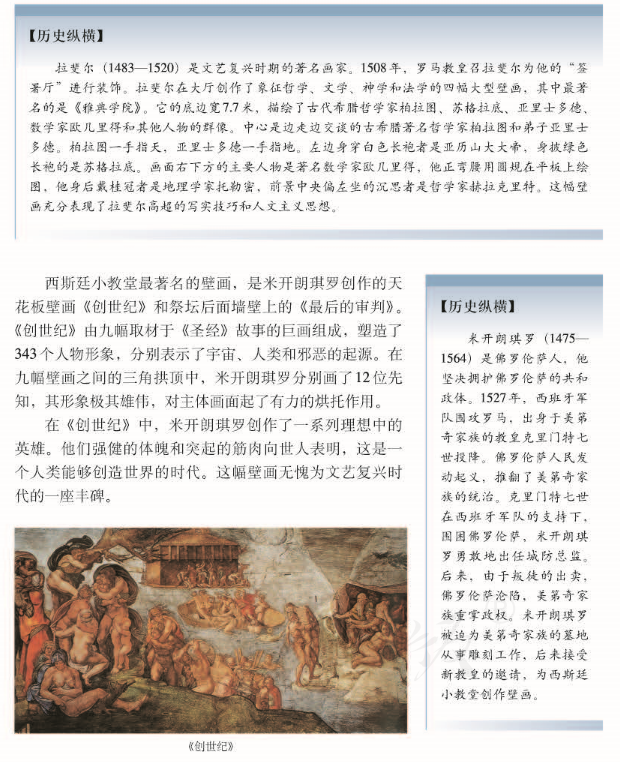 【历史纵横】
拉斐尔（1483—1520）是文艺复兴时期的著名画家。1508年，罗马教皇召拉斐尔为他的“签
署厅”进行装饰。拉斐尔在大厅创作了象征哲学、文学、神学和法学的四幅大型壁画，其中最著
名的是《雅典学院》。它的底边宽7.7米，描绘了古代希腊哲学家柏拉图、苏格拉底、亚里士多德、
数学家欧几里得和其他人物的群像。中心是边走边交谈的古希腊著名哲学家柏拉图和弟子亚里士
多德。柏拉图一手指天，亚里士多德一手指地。左边身穿白色长袍者是亚历山大大帝，身披绿色
长袍的是苏格拉底。画面右下方的主要人物是著名数学家欧几里得，他正弯腰用圆规在平板上绘
图，他身后戴桂冠者是地理学家托勒密，前景中央偏左坐的沉思者是哲学家赫拉克里特。这幅壁
画充分表现了拉斐尔高超的写实技巧和人文主义思想。
西斯廷小教堂最著名的壁画，是米开朗琪罗创作的天
花板壁画《创世纪》和祭坛后面墙壁上的《最后的审判》。
《创世纪》由九幅取材于《圣经》故事的巨画组成，塑造了
343个人物形象，分别表示了宇宙、人类和邪恶的起源。在
九幅壁画之间的三角拱顶中，米开朗琪罗分别画了12位先
知，其形象极其雄伟，对主体画面起了有力的烘托作用。
在《创世纪》中，米开朗琪罗创作了一系列理想中的
英雄。他们强健的体魄和突起的筋肉向世人表明，这是一
个人类能够创造世界的时代。这幅壁画无愧为文艺复兴时
代的一座丰碑。
《创世纪》
【历史纵横】
米开朗琪罗（1475—
1564）是佛罗伦萨人，他
坚决拥护佛罗伦萨的共和
政体。1527年，西班牙军
队围攻罗马，出身于美第
奇家族的教皇克里门特七
世投降。佛罗伦萨人民发
动起义，推翻了美第奇家
族的统治。克里门特七世
在西班牙军队的支持下，
围困佛罗伦萨，米开朗琪
罗勇敢地出任城防总监。
后来，由于叛徒的出卖，
佛罗伦萨沦陷，美第奇家
族重掌政权。米开朗琪罗
被迫为美第奇家族的墓地
从事雕刻工作，后来接受
新教皇的邀请，为西斯廷
小教堂创作壁画。